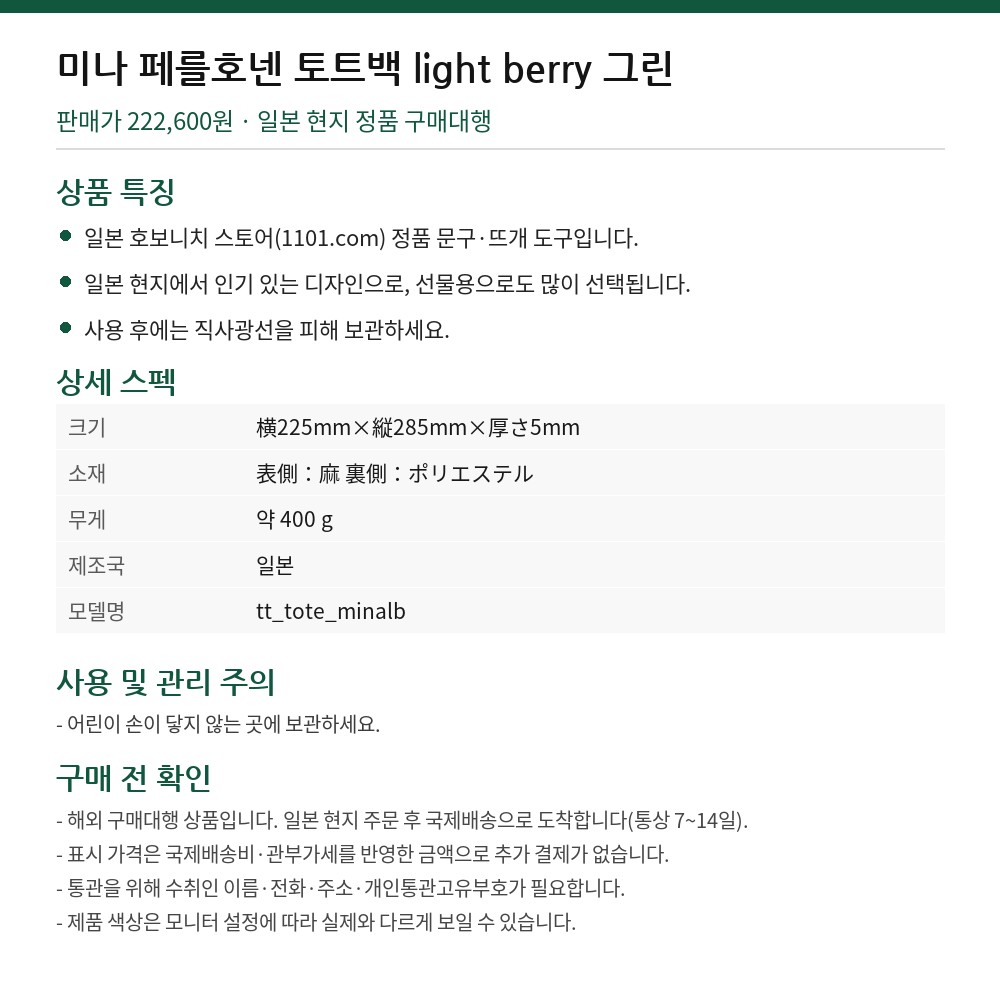 미나 페를호넨 토트백 light berry 그린
판매가 222,600원 · 일본 현지 정품 구매대행
상품 특징
● 일본 호보니치 스토어(1101.com) 정품 문구·뜨개 도구입니다.
● 일본 현지에서 인기 있는 디자인으로, 선물용으로도 많이 선택됩니다.
● 사용 후에는 직사광선을 피해 보관하세요.
상세 스펙
크기 横225mm×縦285mm×厚さ5mm
소재 表側：麻 裏側：ポリエステル
무게 약 400 g
제조국 일본
모델명 tt_tote_minalb
사용 및 관리 주의
- 어린이 손이 닿지 않는 곳에 보관하세요.
구매 전 확인
- 해외 구매대행 상품입니다. 일본 현지 주문 후 국제배송으로 도착합니다(통상 7~14일).
- 표시 가격은 국제배송비·관부가세를 반영한 금액으로 추가 결제가 없습니다.
- 통관을 위해 수취인 이름·전화·주소·개인통관고유부호가 필요합니다.
- 제품 색상은 모니터 설정에 따라 실제와 다르게 보일 수 있습니다.